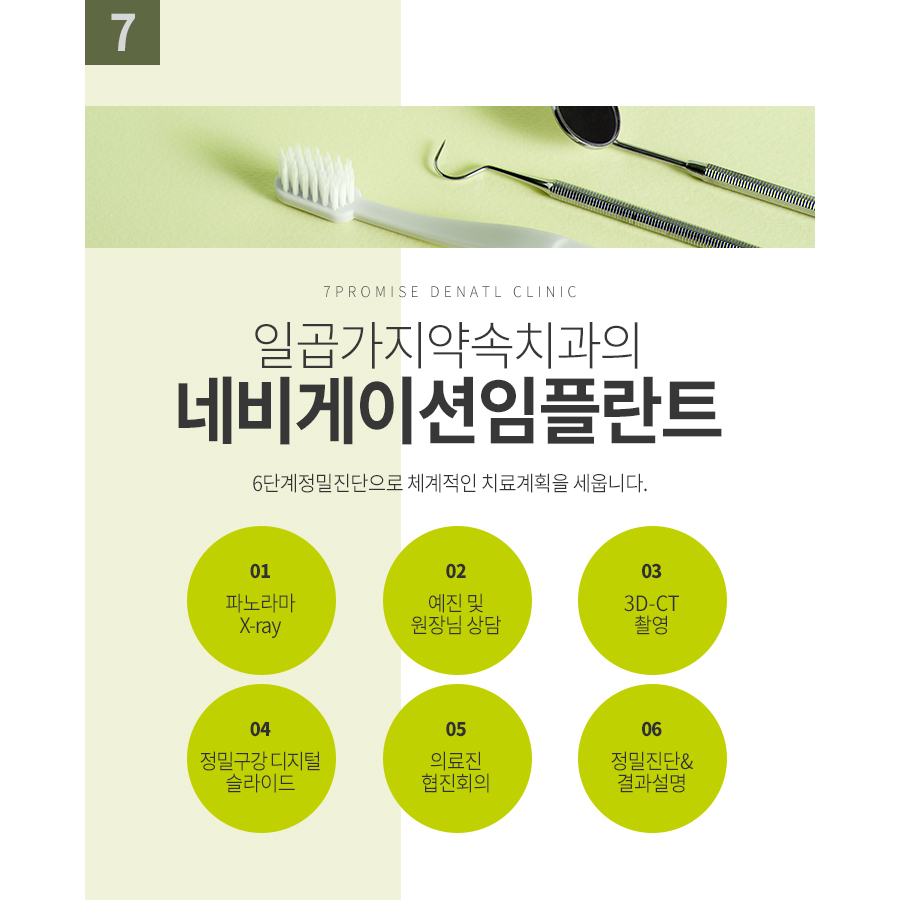 7
7PROMISE DENATL CLINIC
일곱가지약속치과의
네비게이션임플란트
6단계정밀진단으로 체계적인 치료계획을 세웁니다.
01
파노라마
X-ray
02
예진 및
원장님 상담
03
3D-CT
촬영
04
정밀구강 디지털
슬라이드
05
의료진
협진회의
06
정밀진단&
결과설명